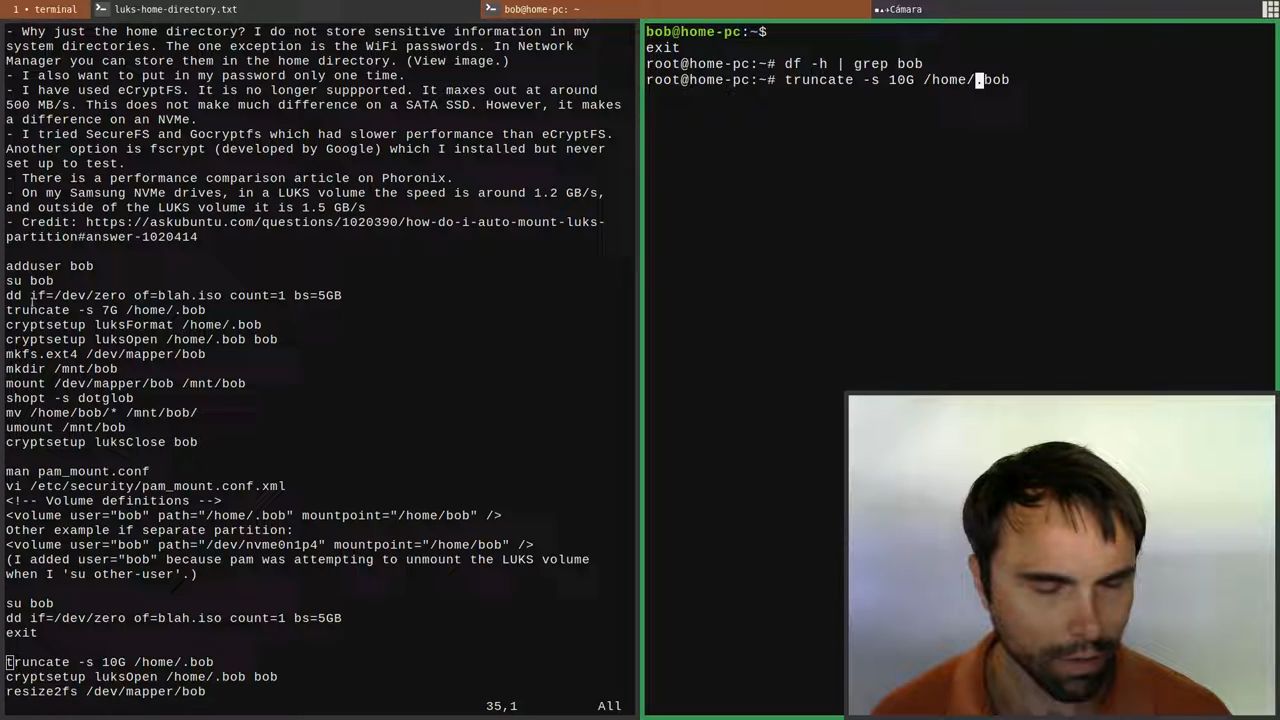 1 • terminal
luks-home-directory.txt
bob@home-pc: ~
Cámara
- Why just the home directory? I do not store sensitive information in my
system directories. The one exception is the WiFi passwords. In Network
Manager you can store them in the home directory. (View image.)
- I also want to put in my password only one time.
- I have used eCryptFS. It is no longer suppported. It maxes out at around
500 MB/s. This does not make much difference on a SATA SSD. However, it makes
a difference on an NVMe.
- I tried SecureFS and Gocryptfs which had slower performance than eCryptFS.
Another option is fscrypt (developed by Google) which I installed but never
set up to test.
- There is a performance comparison article on Phoronix.
- On my Samsung NVMe drives, in a LUKS volume the speed is around 1.2 GB/s,
and outside of the LUKS volume it is 1.5 GB/s
- Credit: https://askubuntu.com/questions/1020390/how-do-i-auto-mount-luks-
partition#answer-1020414
adduser bob
su bob
dd if=/dev/zero of=blah.iso count=1 bs=5GB
truncate -s 7G /home/.bob
cryptsetup luksFormat /home/.bob
cryptsetup luksOpen /home/.bob bob
mkfs.ext4 /dev/mapper/bob
mkdir /mnt/bob
mount /dev/mapper/bob /mnt/bob
shopt -s dotglob
mv /home/bob/* /mnt/bob/
umount /mnt/bob
cryptsetup luksClose bob
man pam_mount.conf
vi /etc/security/pam_mount.conf.xml
<!-- Volume definitions -->
<volume user="bob" path="/home/.bob" mountpoint="/home/bob" />
Other example if separate partition:
<volume user="bob" path="/dev/nvme0n1p4" mountpoint="/home/bob" />
(I added user="bob" because pam was attempting to unmount the LUKS volume
when I 'su other-user'.)
su bob
dd if=/dev/zero of=blah.iso count=1 bs=5GB
exit
truncate -s 10G /home/.bob
cryptsetup luksOpen /home/.bob bob
resize2fs /dev/mapper/bob
35,1 All
bob@home-pc:~$
exit
root@home-pc:~# df -h | grep bob
root@home-pc:~# truncate -s 10G /home/.bob